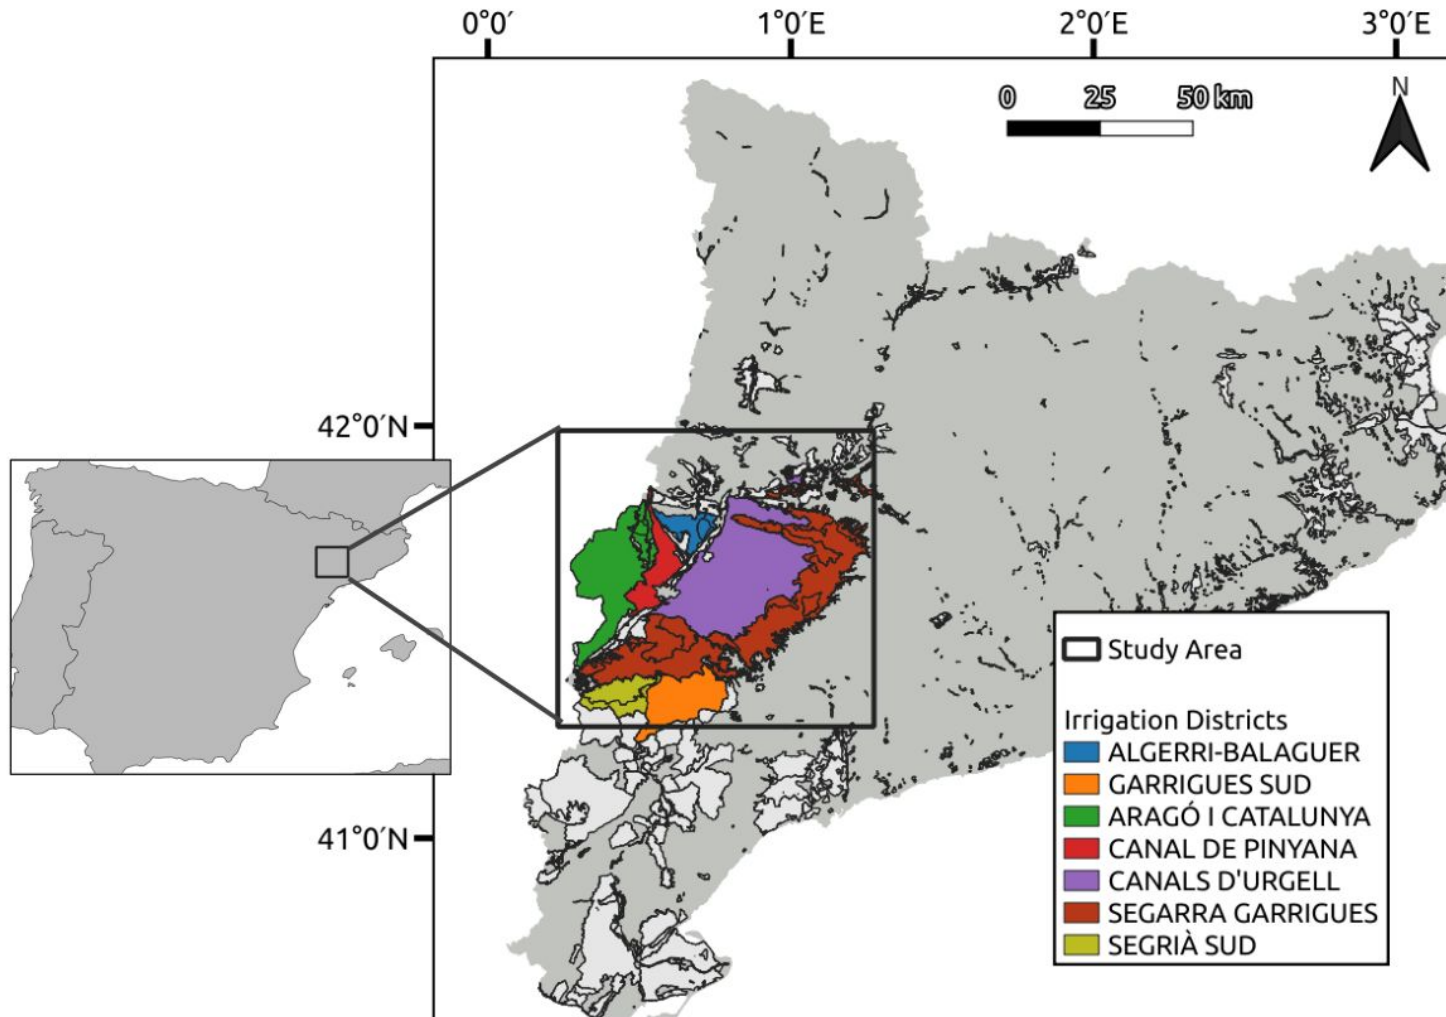 0°0′ 1°0′E 2°0′E 3°0′E
0 25 50 km
N
42°0′N
41°0′N
Study Area
Irrigation Districts
ALGERRI-BALAGUER
GARRIGUES SUD
ARAGÓ I CATALUNYA
CANAL DE PINYANA
CANALS D'URGELL
SEGARRA GARRIGUES
SEGRIÀ SUD